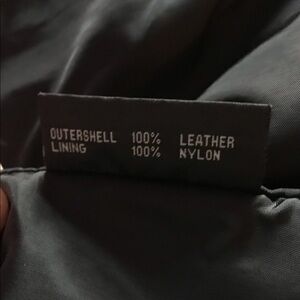 OUTERSHELL 100% LEATHER
LINING 100% NYLON